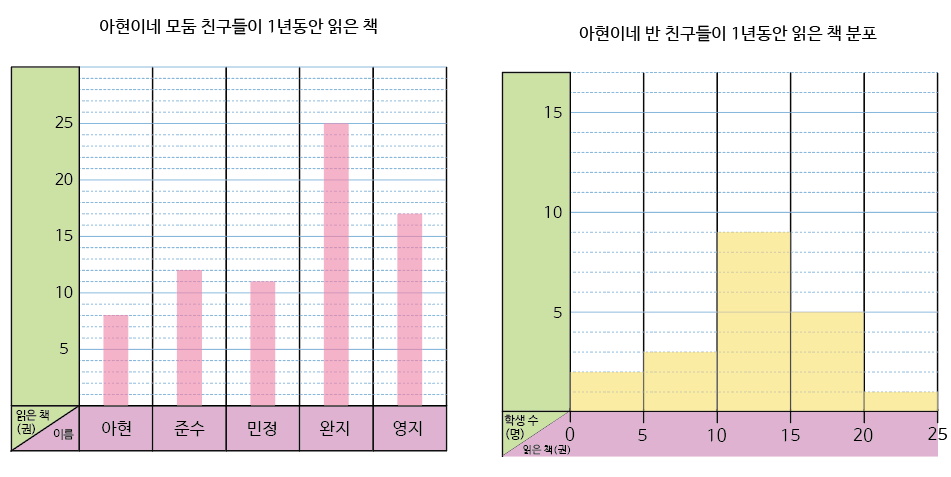 아현이네 모둠 친구들이 1년동안 읽은 책
25
20
15
10
5
읽은 책
(권)
이름
아현
준수
민정
완지
영지
아현이네 반 친구들이 1년동안 읽은 책 분포
15
10
5
학생 수
(명)
읽은 책(권)
0 5 10 15 20 25